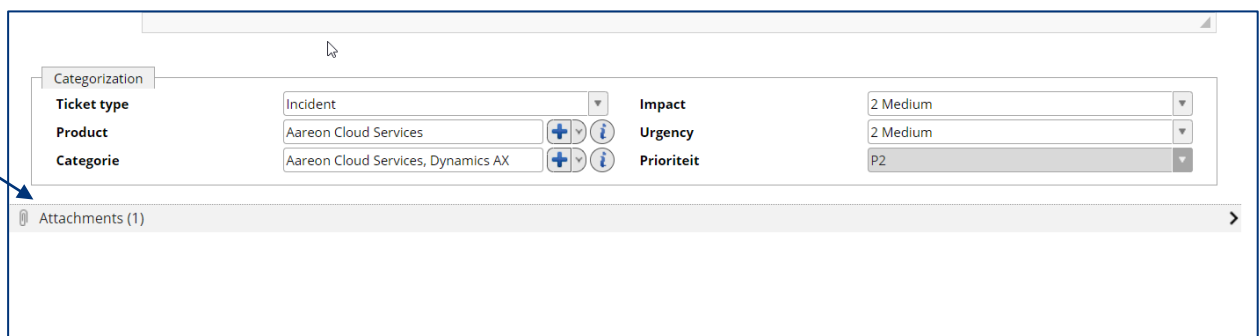 Categorization
Ticket type Incident Impact 2 Medium
Product Aareon Cloud Services Urgency 2 Medium
Categorie Aareon Cloud Services, Dynamics AX Prioriteit P2
Attachments (1)